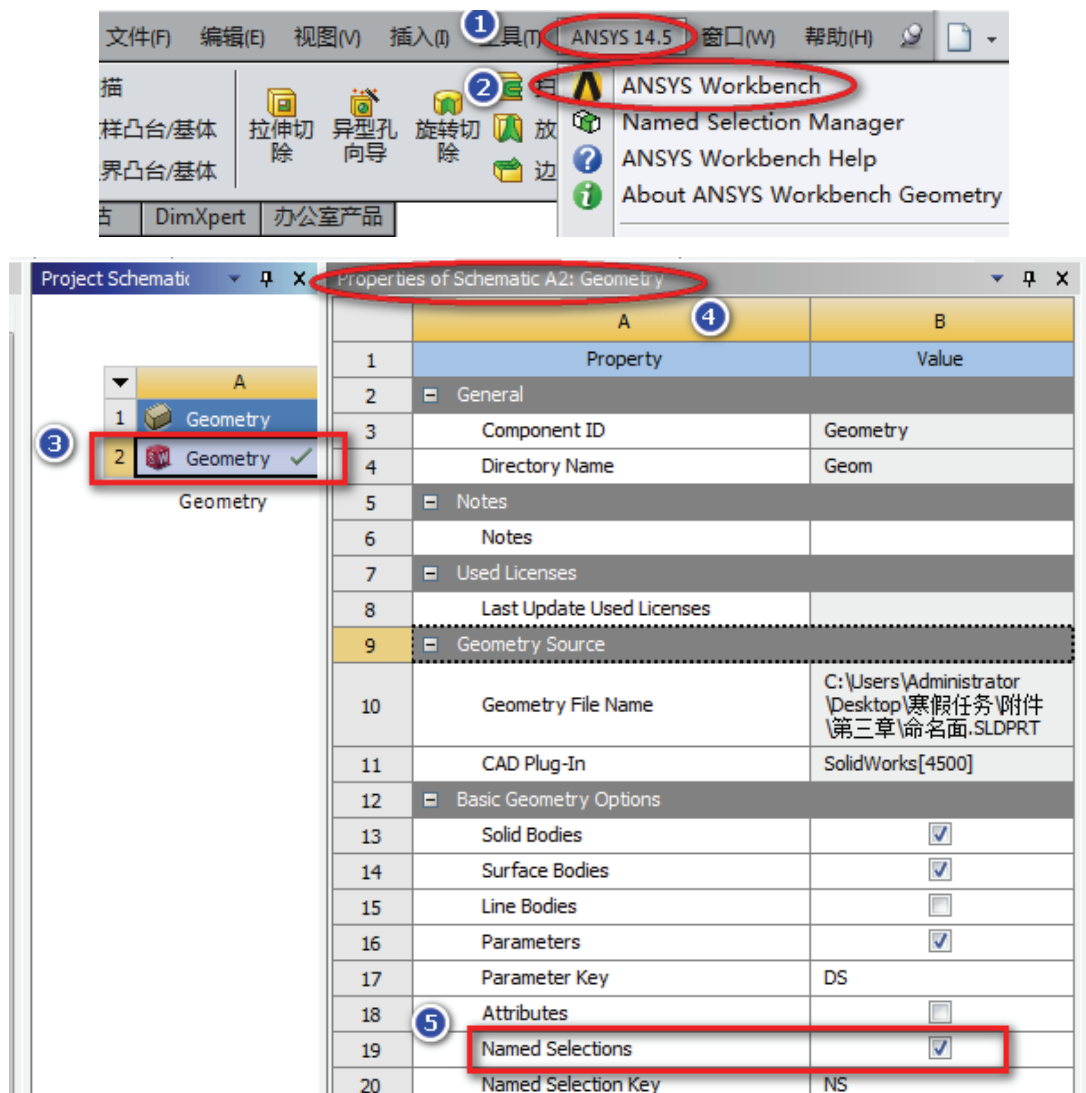 1
文件(F) 编辑(E) 视图(V) 插入(I) 工具(T) ANSYS 14.5 窗口(W) 帮助(H)
2
描
样凸台/基体
界凸台/基体
拉伸切
除
异型孔
向导
旋转切
除
扫
放
边
ANSYS Workbench
Named Selection Manager
ANSYS Workbench Help
About ANSYS Workbench Geometry
估 DimXpert 办公室产品
Project Schematic
A
1 Geometry
3
2 Geometry
Geometry
Properties of Schematic A2: Geometry
4
A B
1 Property Value
2 General
3 Component ID Geometry
4 Directory Name Geom
5 Notes
6 Notes
7 Used Licenses
8 Last Update Used Licenses
9 Geometry Source
10 Geometry File Name C:\Users\Administrator
\Desktop\寒假任务\附件
\第三章\命名面.SLDPRT
11 CAD Plug-In SolidWorks[4500]
12 Basic Geometry Options
13 Solid Bodies
14 Surface Bodies
15 Line Bodies
16 Parameters
17 Parameter Key DS
18 Attributes
5
19 Named Selections
20 Named Selection Key NS